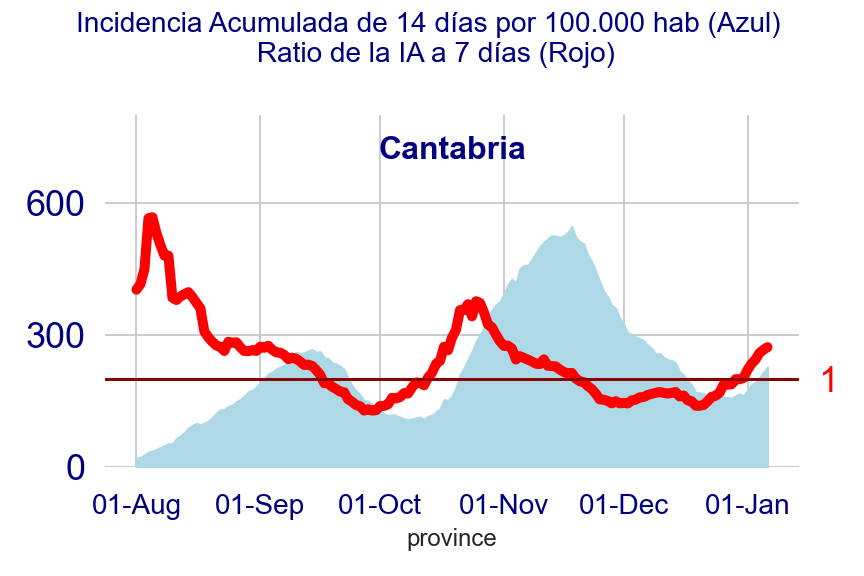 Incidencia Acumulada de 14 días por 100.000 hab (Azul)
Ratio de la IA a 7 días (Rojo)
Cantabria
600
300
0
1
01-Aug 01-Sep 01-Oct 01-Nov 01-Dec 01-Jan
province